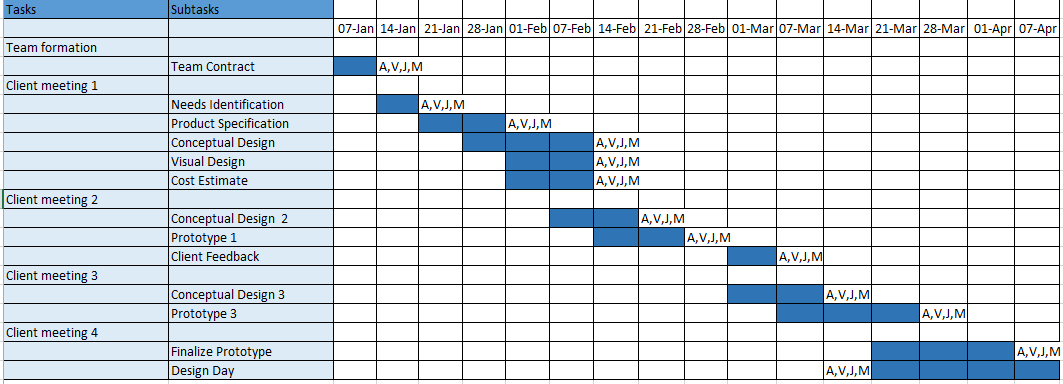 Tasks Subtasks
07-Jan 14-Jan 21-Jan 28-Jan 01-Feb 07-Feb 14-Feb 21-Feb 28-Feb 01-Mar 07-Mar 14-Mar 21-Mar 28-Mar 01-Apr 07-Apr
Team formation
Team Contract A,V,J,M
Client meeting 1
Needs Identification A,V,J,M
Product Specification A,V,J,M
Conceptual Design A,V,J,M
Visual Design A,V,J,M
Cost Estimate A,V,J,M
Client meeting 2
Conceptual Design 2 A,V,J,M
Prototype 1 A,V,J,M
Client Feedback A,V,J,M
Client meeting 3
Conceptual Design 3 A,V,J,M
Prototype 3 A,V,J,M
Client meeting 4
Finalize Prototype A,V,J,M
Design Day A,V,J,M